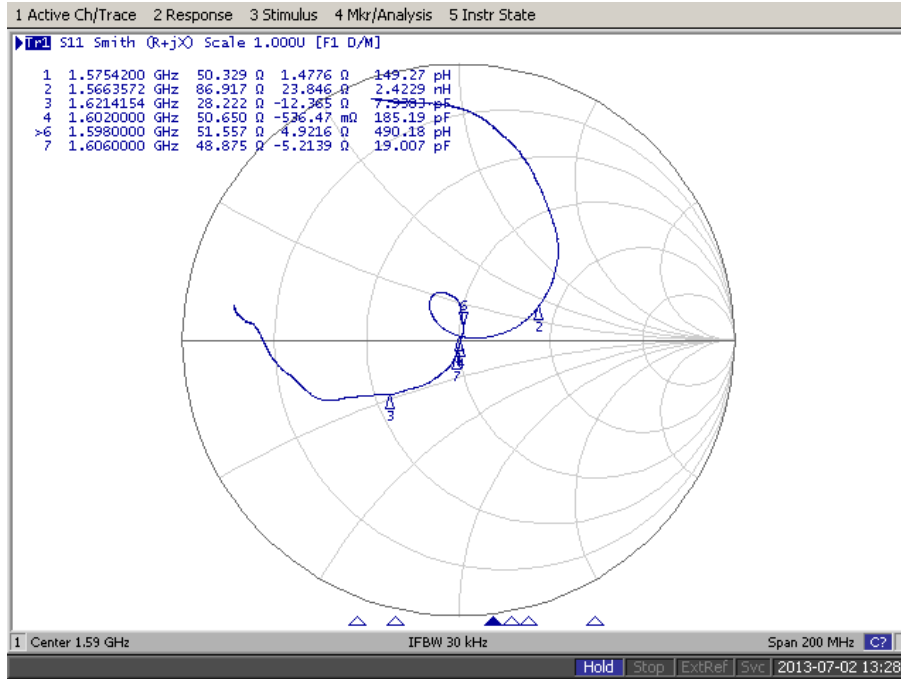 1 Active Ch/Trace 2 Response 3 Stimulus 4 Mkr/Analysis 5 Instr State
Tr1 S11 Smith (R+jX) Scale 1.000U [F1 D/M]
1 1.5754200 GHz 50.329 Ω 1.4776 Ω 149.27 pH
2 1.5663572 GHz 86.917 Ω 23.846 Ω 2.4229 nH
3 1.6214154 GHz 28.222 Ω -12.365 Ω 7.9383 pF
4 1.6020000 GHz 50.650 Ω -536.47 mΩ 185.19 pF
>6 1.5980000 GHz 51.557 Ω 4.9216 Ω 490.18 pH
7 1.6060000 GHz 48.875 Ω -5.2139 Ω 19.007 pF
6
2
7
3
1 Center 1.59 GHz IFBW 30 kHz Span 200 MHz C?
Hold Stop ExtRef Svc 2013-07-02 13:28